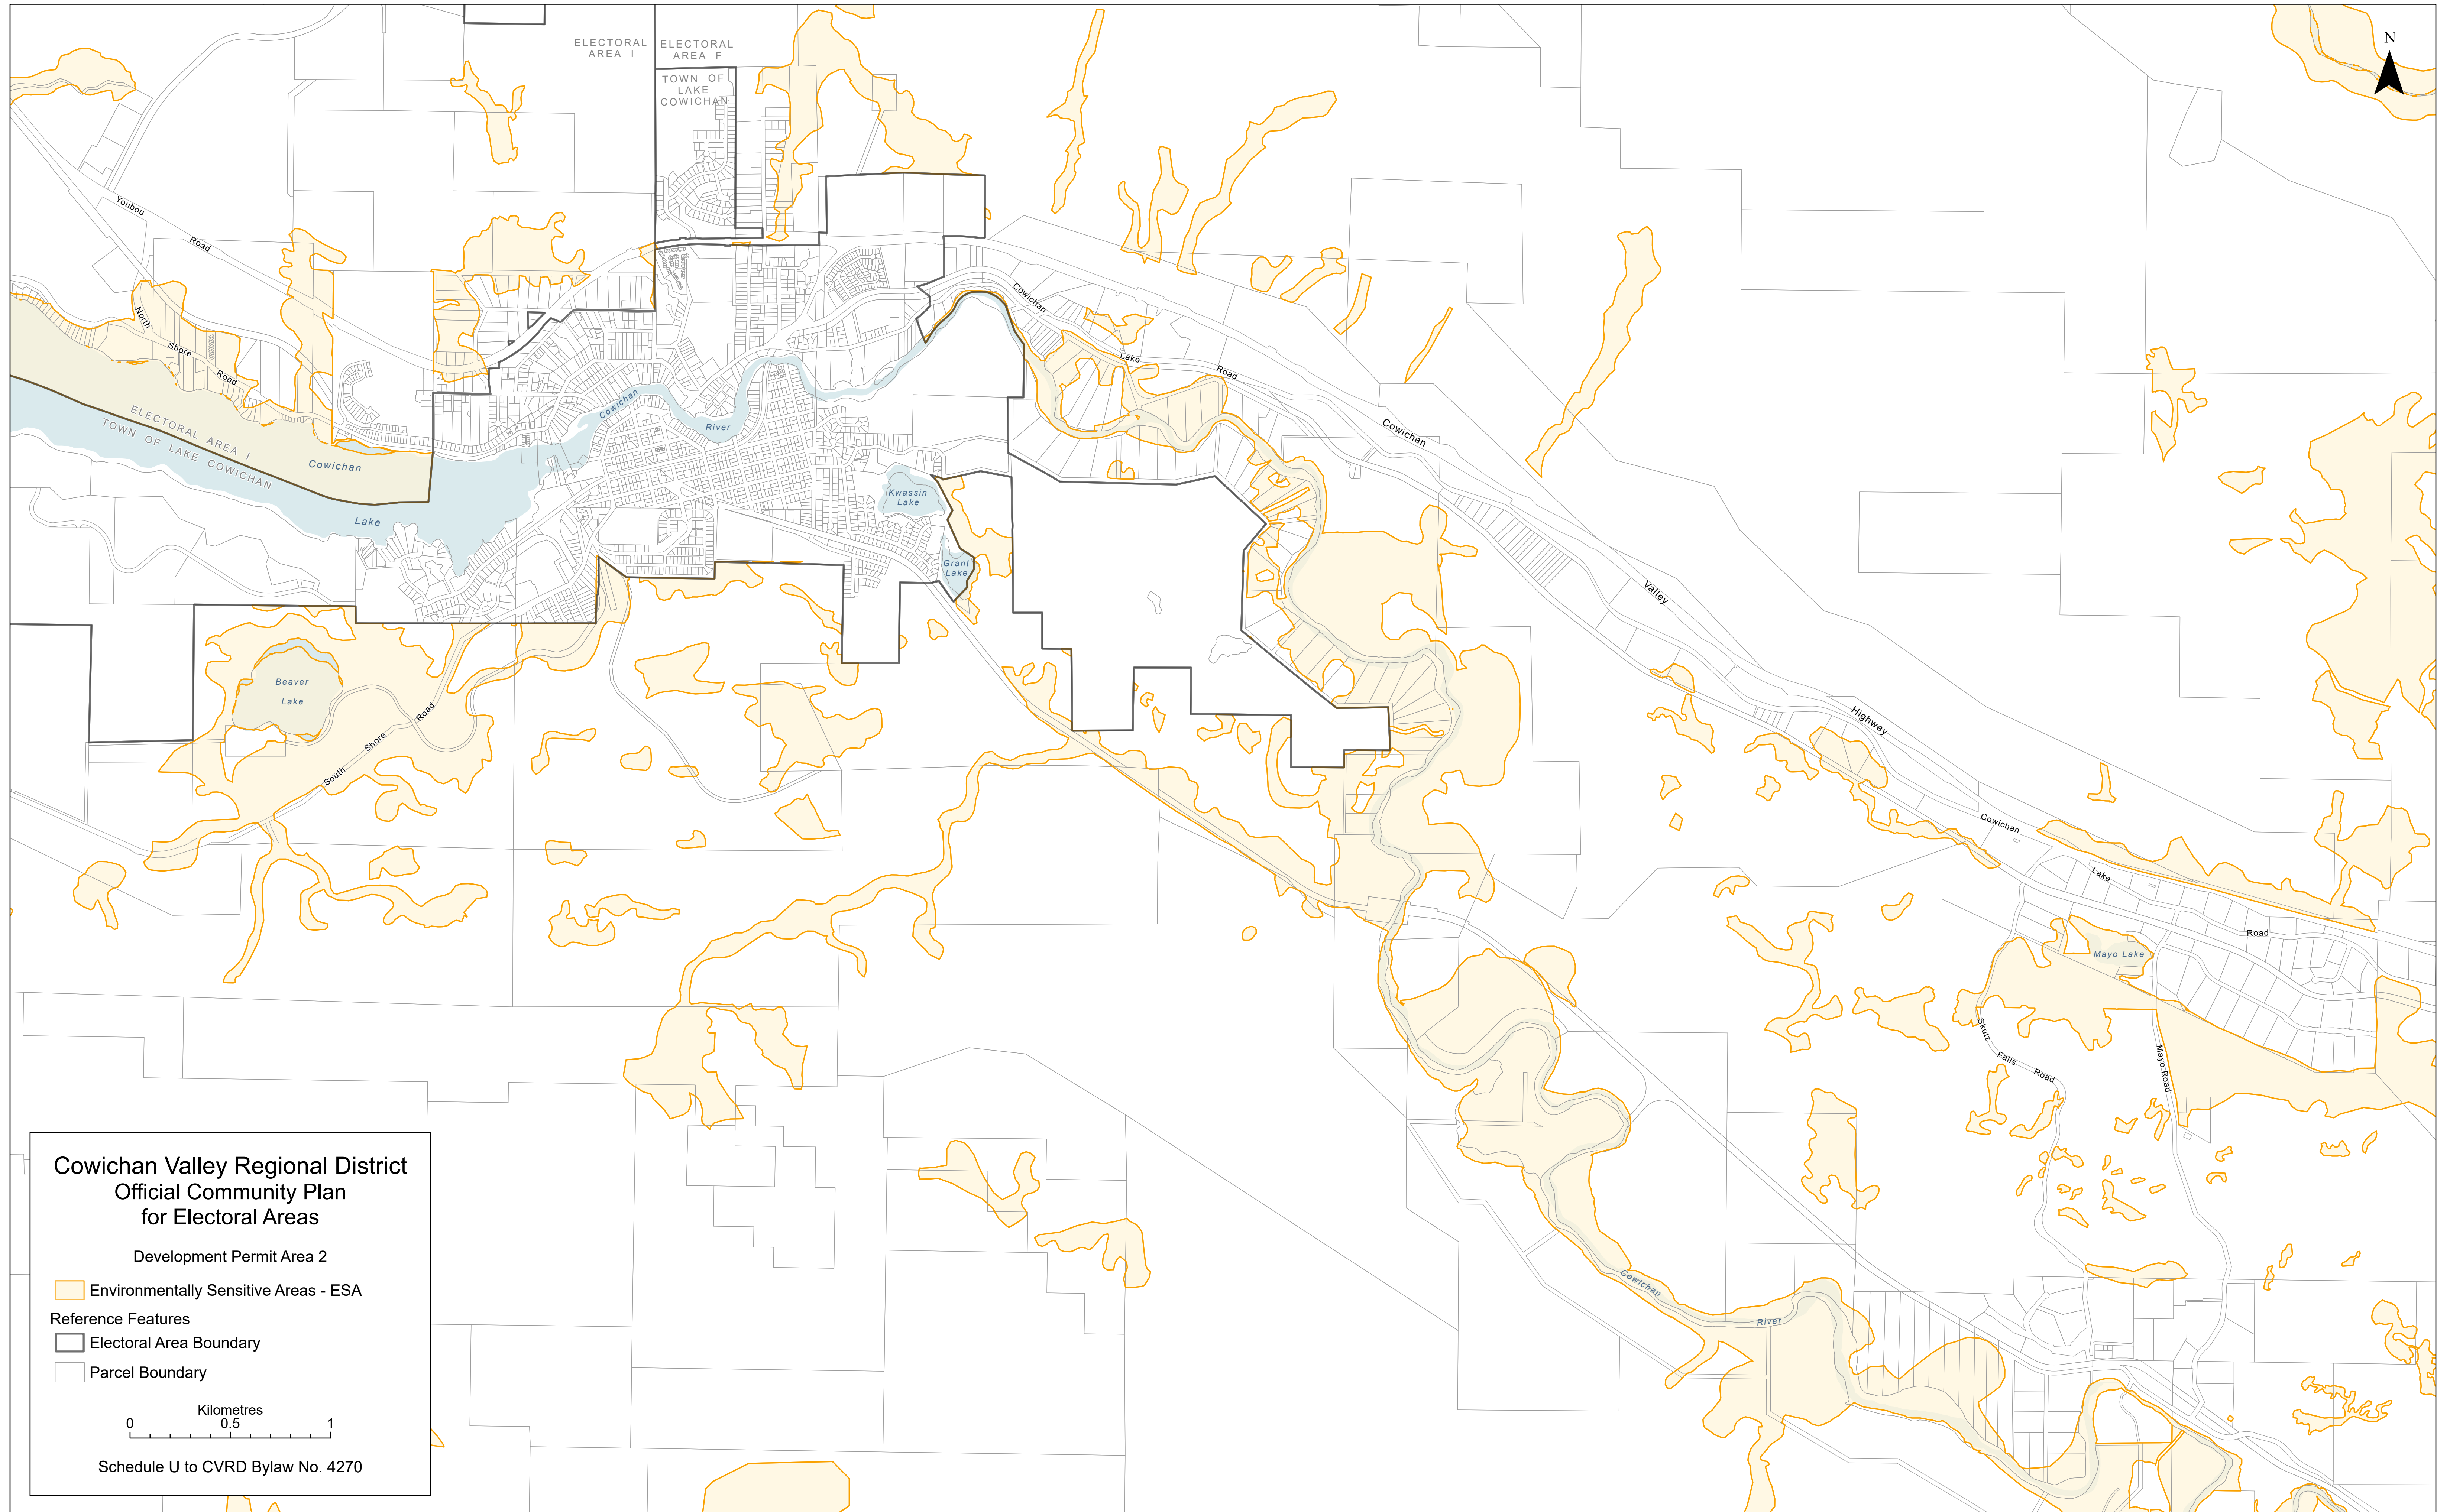 ELECTORAL
AREA I
ELECTORAL
AREA F
TOWN OF
LAKE
COWICHAN
N
Youbou
Road
North
Shore
Road
ELECTORAL AREA I
TOWN OF LAKE COWICHAN
Cowichan
Lake
Cowichan
River
Kwassin
Lake
Grant
Lake
Cowichan
Lake
Road
Cowichan
Valley
Highway
Beaver
Lake
South
Shore
Road
Cowichan
Lake
Road
Mayo Lake
Skutz
Falls
Road
Mayo Road
Cowichan
River
Cowichan Valley Regional District
Official Community Plan
for Electoral Areas
Development Permit Area 2
Environmentally Sensitive Areas - ESA
Reference Features
Electoral Area Boundary
Parcel Boundary
Kilometres
0 0.5 1
Schedule U to CVRD Bylaw No. 4270